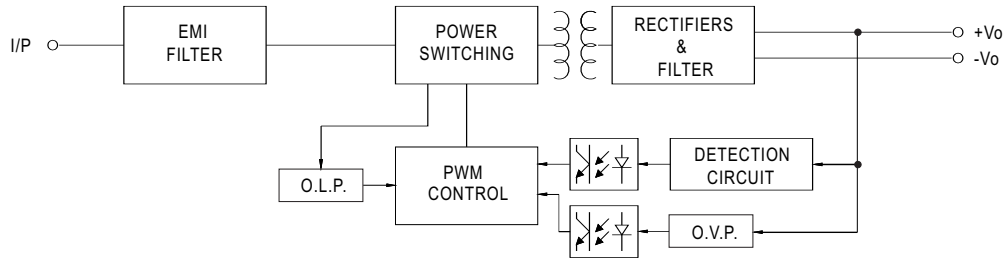 I/P
EMI
FILTER
POWER
SWITCHING
RECTIFIERS
&
FILTER
+Vo
-Vo
O.L.P.
PWM
CONTROL
DETECTION
CIRCUIT
O.V.P.